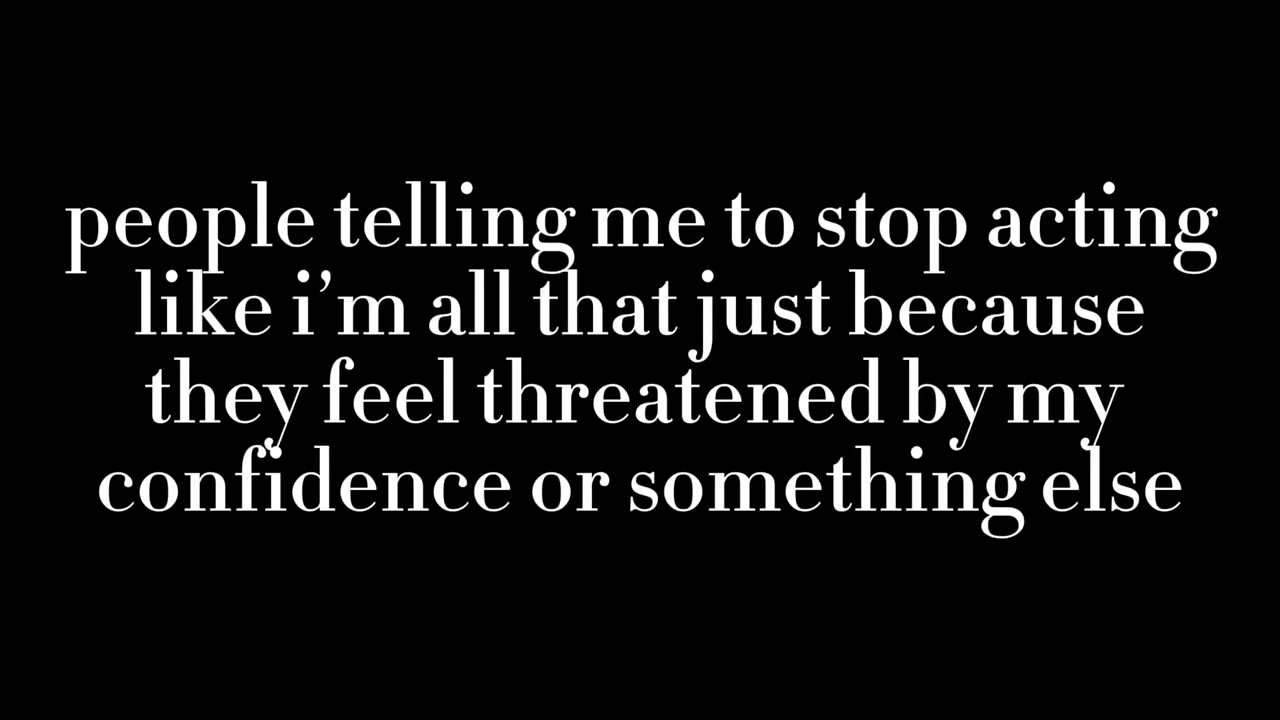 people telling me to stop acting
like i’m all that just because
they feel threatened by my
confidence or something else